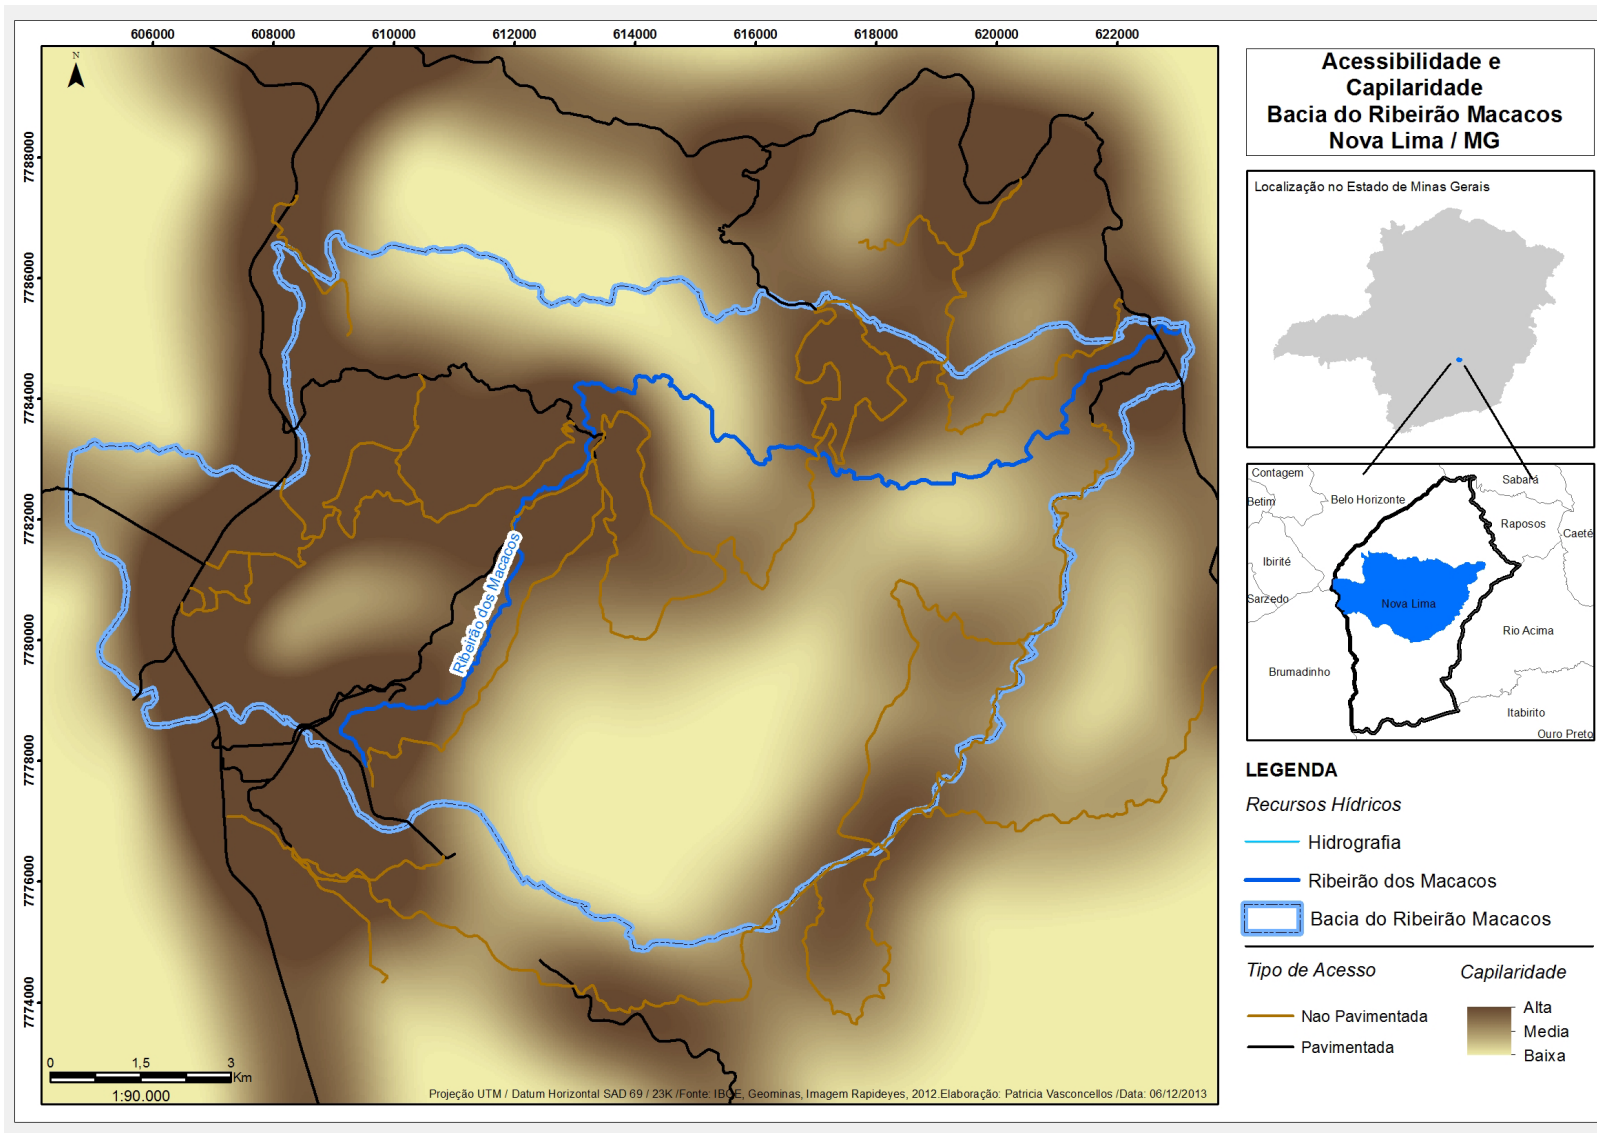 Acessibilidade e
Capilaridade
Bacia do Ribeirão Macacos
Nova Lima / MG
606000 608000 610000 612000 614000 616000 618000 620000 622000
N
7788000
7786000
7784000
7782000
7780000
7778000
7776000
7774000
Ribeirão dos Macacos
0 1,5 3
Km
1:90.000
Projeção UTM / Datum Horizontal SAD 69 / 23K /Fonte: IBGE, Geominas, Imagem Rapideyes, 2012.Elaboração: Patricia Vasconcellos /Data: 06/12/2013
Localização no Estado de Minas Gerais
Contagem
Sabará
Betim
Belo Horizonte
Raposos
Caeté
Ibirité
Sarzedo
Nova Lima
Rio Acima
Brumadinho
Itabirito
Ouro Preto
LEGENDA
Recursos Hídricos
Hidrografia
Ribeirão dos Macacos
Bacia do Ribeirão Macacos
Tipo de Acesso
Nao Pavimentada
Pavimentada
Capilaridade
Alta
Media
Baixa